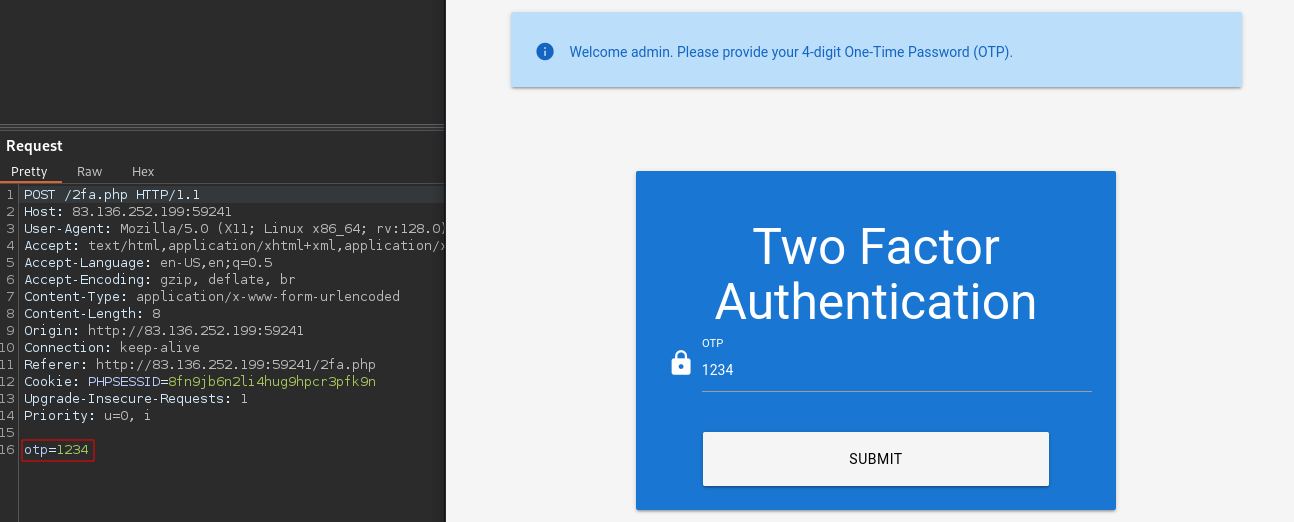 Request
Pretty Raw Hex
1 POST /2fa.php HTTP/1.1
2 Host: 83.136.252.199:59241
3 User-Agent: Mozilla/5.0 (X11; Linux x86_64; rv:128.0)
4 Accept: text/html,application/xhtml+xml,application/x
5 Accept-Language: en-US,en;q=0.5
6 Accept-Encoding: gzip, deflate, br
7 Content-Type: application/x-www-form-urlencoded
8 Content-Length: 8
9 Origin: http://83.136.252.199:59241
10 Connection: keep-alive
11 Referer: http://83.136.252.199:59241/2fa.php
12 Cookie: PHPSESSID=8fn9jb6n2li4hug9hpcr3pfk9n
13 Upgrade-Insecure-Requests: 1
14 Priority: u=0, i
15
16 otp=1234
Welcome admin. Please provide your 4-digit One-Time Password (OTP).
Two Factor
Authentication
OTP
1234
SUBMIT